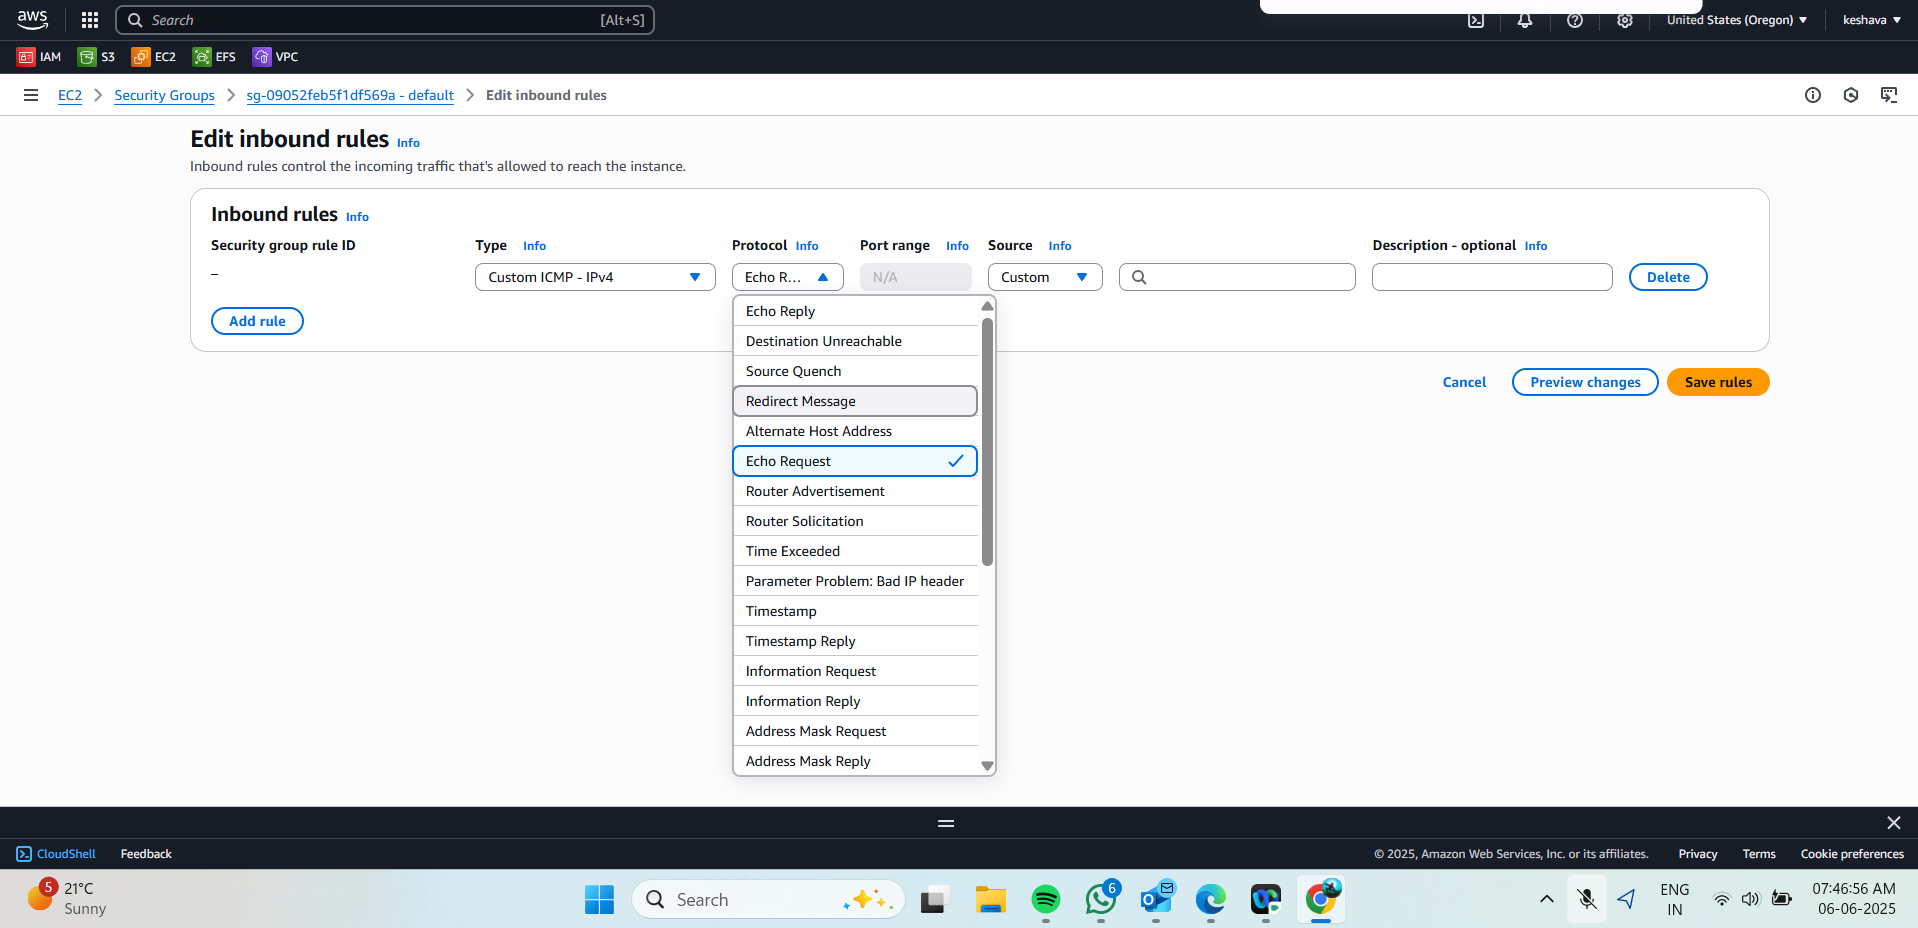 aws
Search [Alt+S]
United States (Oregon)
keshava
IAM S3 EC2 EFS VPC
EC2 Security Groups sg-09052feb5f1df569a - default Edit inbound rules
Edit inbound rules Info
Inbound rules control the incoming traffic that's allowed to reach the instance.
Inbound rules Info
Security group rule ID Type Info Protocol Info Port range Info Source Info Description - optional Info
– Custom ICMP - IPv4 Echo R... N/A Custom Delete
Add rule
Echo Reply
Destination Unreachable
Source Quench
Redirect Message
Alternate Host Address
Echo Request
Router Advertisement
Router Solicitation
Time Exceeded
Parameter Problem: Bad IP header
Timestamp
Timestamp Reply
Information Request
Information Reply
Address Mask Request
Address Mask Reply
Cancel Preview changes Save rules
CloudShell Feedback © 2025, Amazon Web Services, Inc. or its affiliates. Privacy Terms Cookie preferences
5
21°C
Sunny
Search
6
ENG
IN
07:46:56 AM
06-06-2025